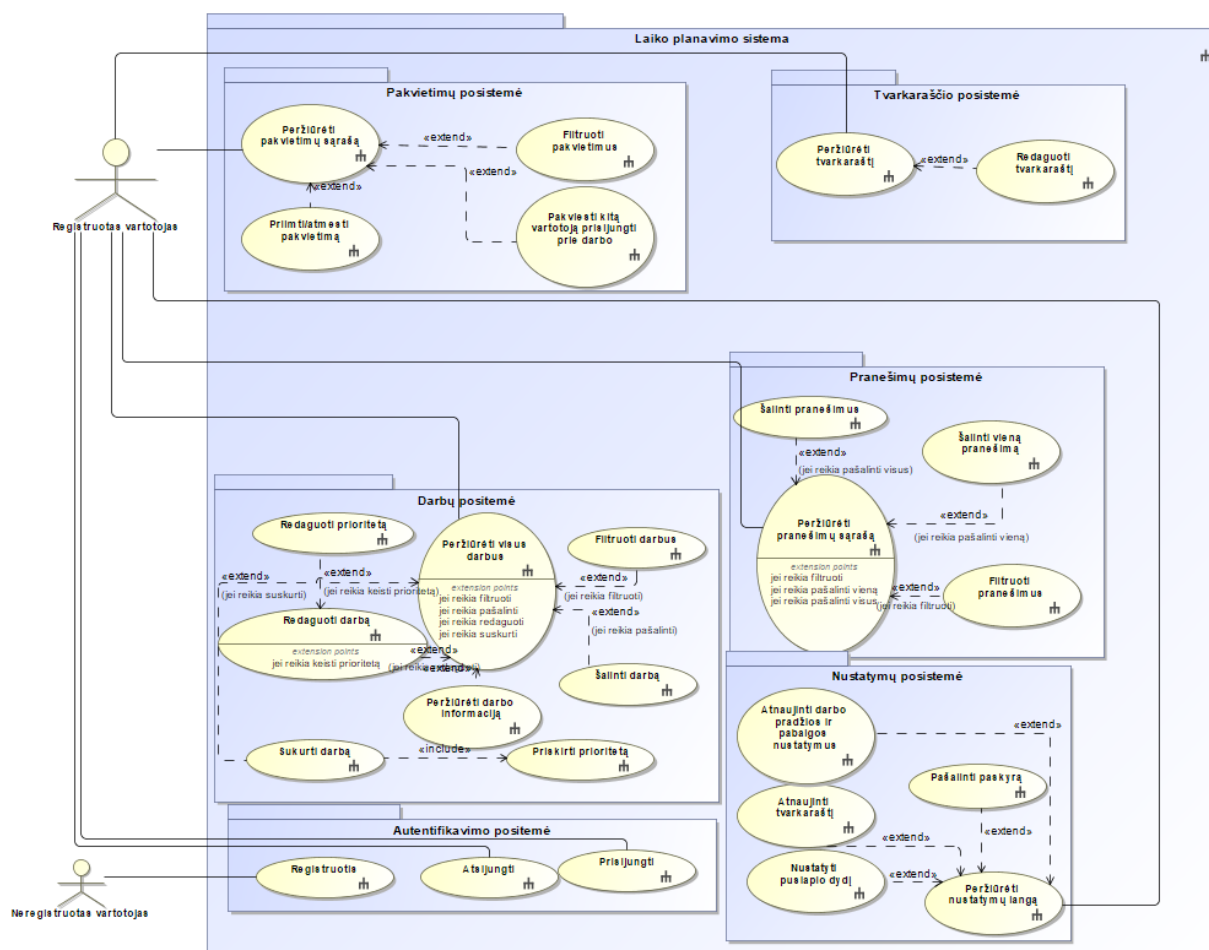 Laiko planavimo sistema
Pakvietimų posistemė
Peržiūrėti
pakvietimų sąrašą
«extend»
Filtruoti
pakvietimus
«extend»
«extend»
Priimti/atmesti
pakvietimą
Pakviesti kitą
vartotoją prisijungti
prie darbo
Tvarkaraščio posistemė
Peržiūrėti
tvarkaraštį
«extend»
Redaguoti
tvarkaraštį
Registruotas vartotojas
Pranešimų posistemė
Šalinti pranešimus
«extend»
(jei reikia pašalinti visus)
Šalinti vieną
pranešimą
«extend»
(jei reikia pašalinti vieną)
Peržiūrėti
pranešimų sąrašą
extension points
jei reikia filtruoti
jei reikia pašalinti vieną
jei reikia pašalinti visus
«extend»
(jei reikia filtruoti)
Filtruoti
pranešimus
Darbų positemė
Redaguoti prioritetą
Peržiūrėti visus
darbus
extension points
jei reikia filtruoti
jei reikia pašalinti
jei reikia redaguoti
jei reikia suskurti
Filtruoti darbus
«extend»
(jei reikia suskurti)
«extend»
(jei reikia keisti prioritetą)
«extend»
(jei reikia filtruoti)
«extend»
(jei reikia pašalinti)
Redaguoti darbą
extension points
jei reikia keisti prioritetą
«extend»
(jei reikia
«extend»
Šalinti darbą
Peržiūrėti darbo
informaciją
Sukurti darbą
«include»
Priskirti prioritetą
Nustatymų posistemė
Atnaujinti darbo
pradžios ir
pabaigos
nustatymus
«extend»
Pašalinti paskyrą
«extend»
Atnaujinti
tvarkaraštį
«extend»
Nustatyti
puslapio dydį
«extend»
Peržiūrėti
nustatymų langą
Autentifikavimo positemė
Registruotis
Atsijungti
Prisijungti
Neregistruotas vartotojas